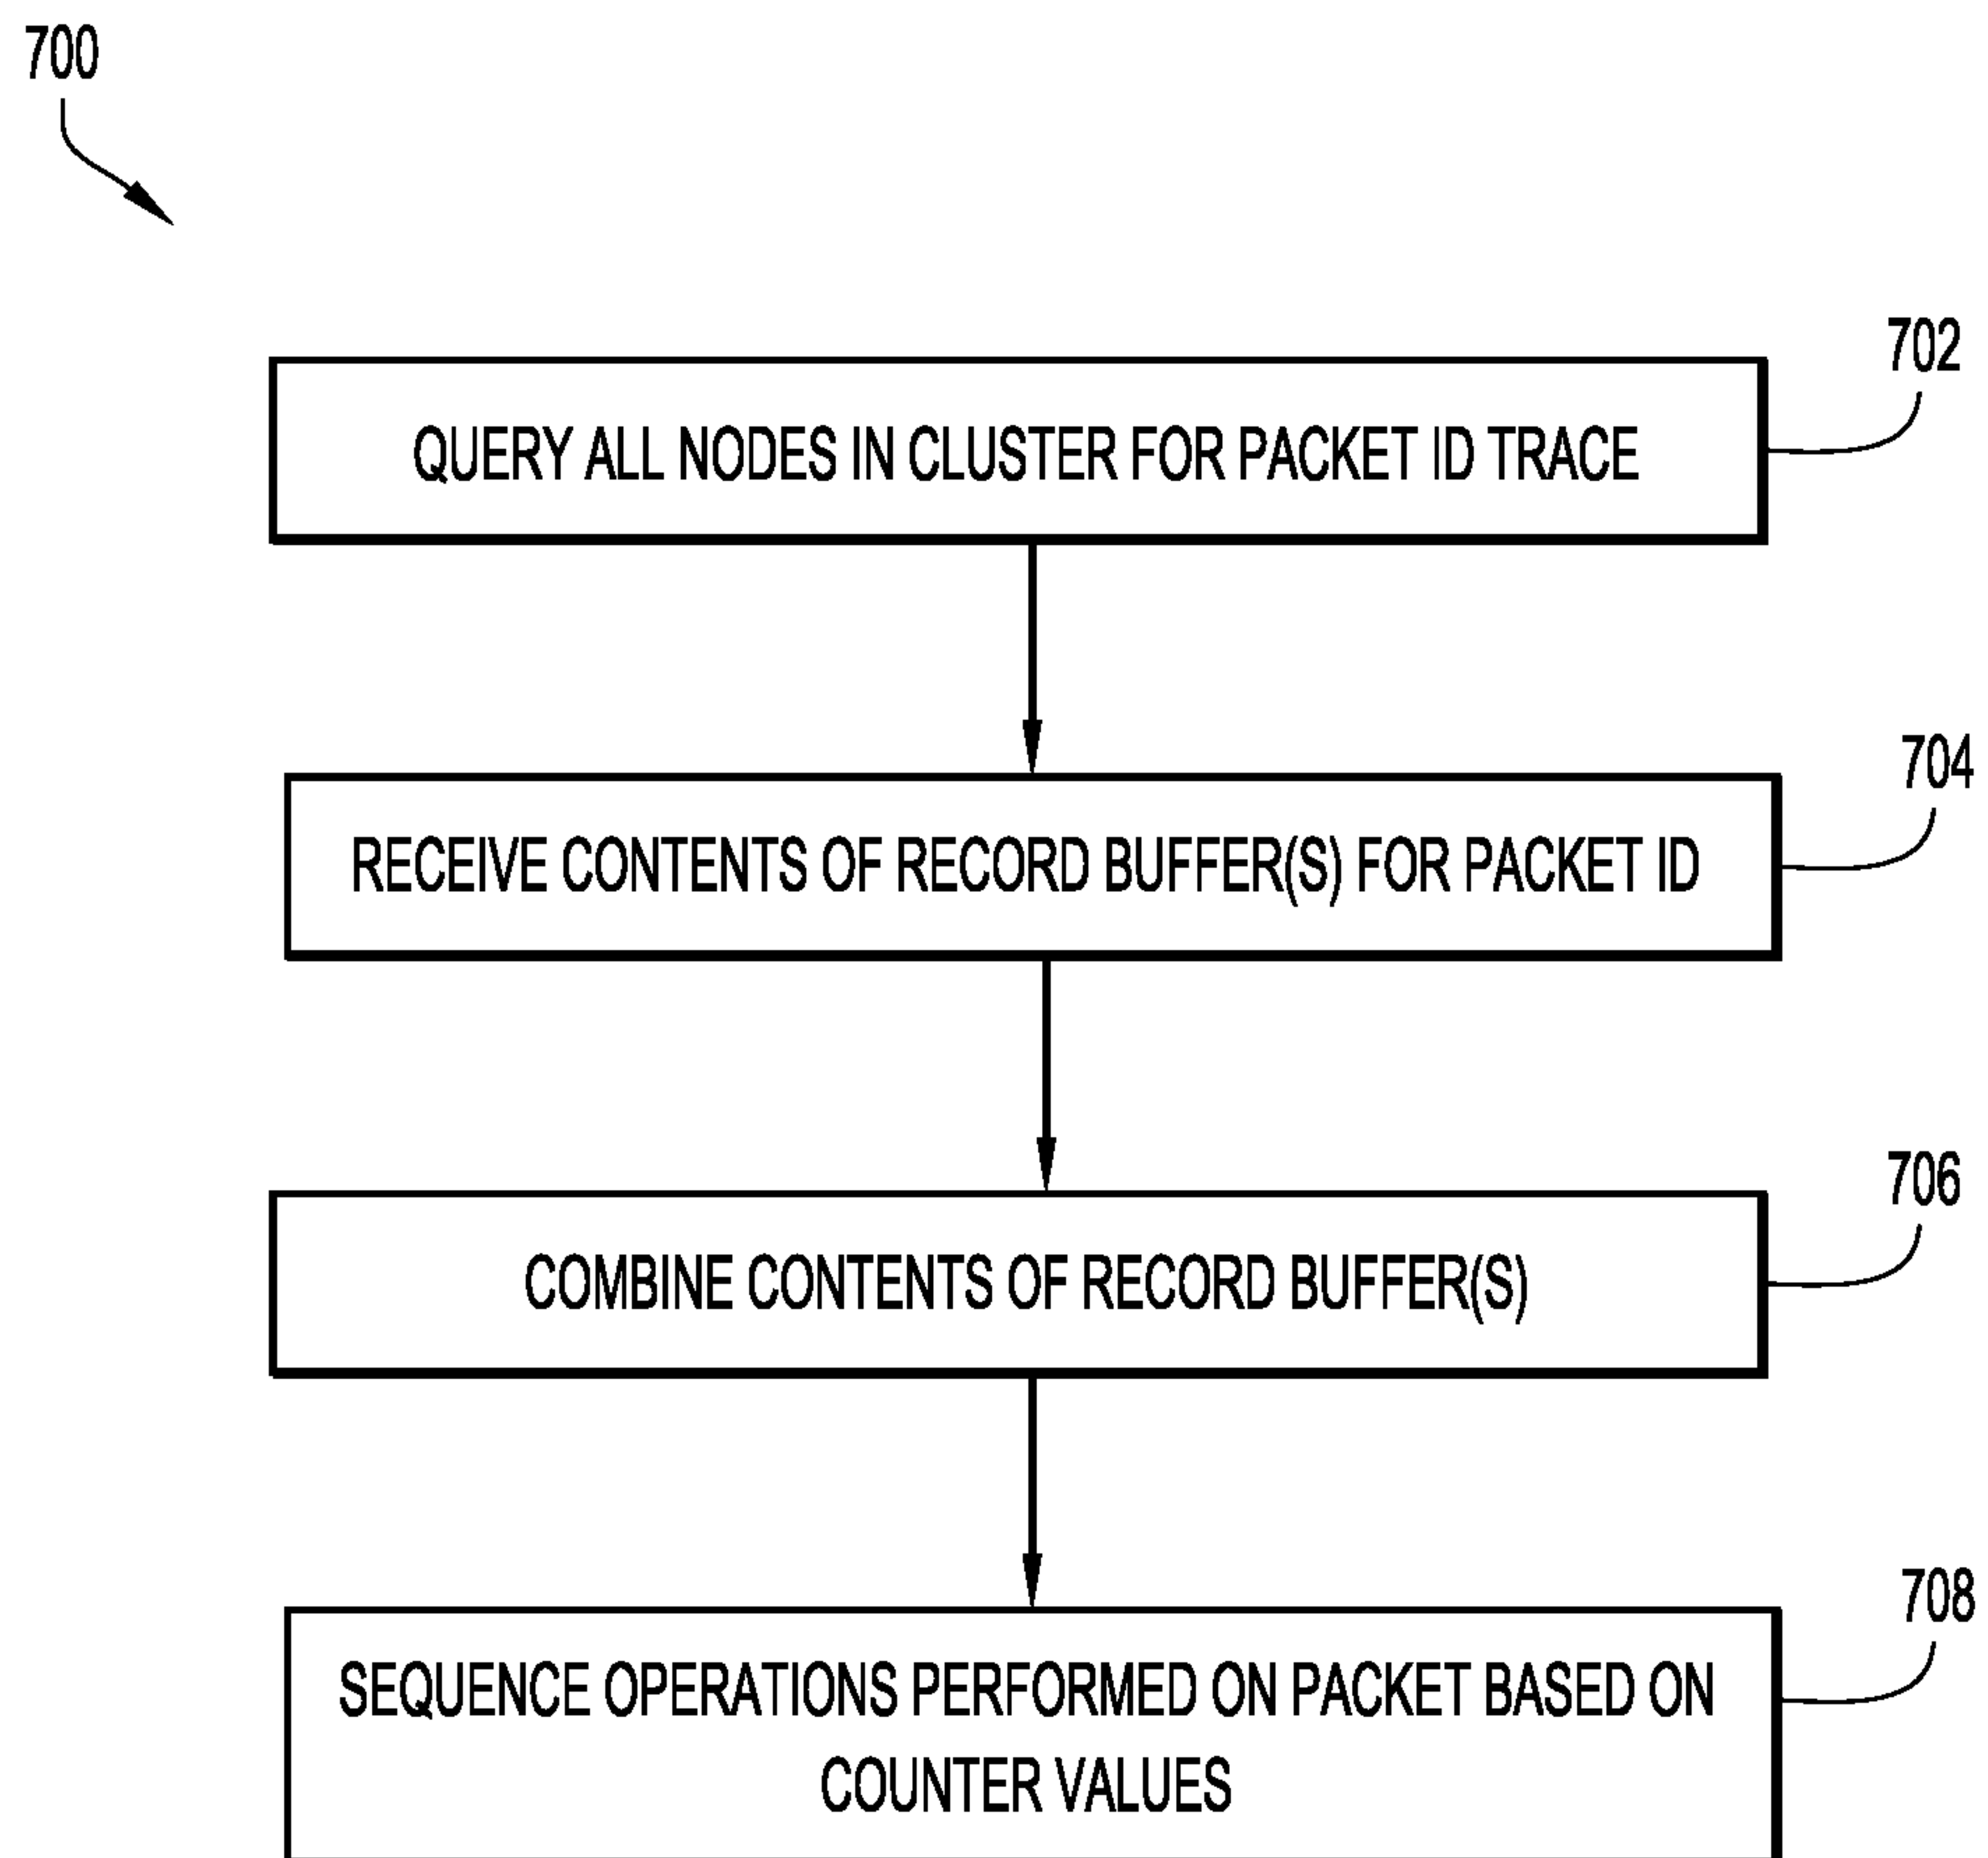 700
702
QUERY ALL NODES IN CLUSTER FOR PACKET ID TRACE
704
RECEIVE CONTENTS OF RECORD BUFFER(S) FOR PACKET ID
706
COMBINE CONTENTS OF RECORD BUFFER(S)
708
SEQUENCE OPERATIONS PERFORMED ON PACKET BASED ON
COUNTER VALUES